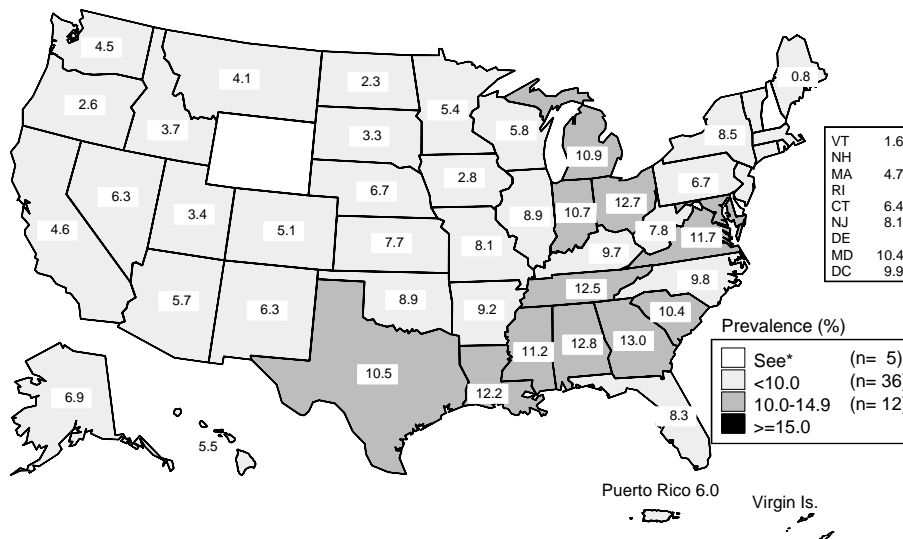 4.5
4.1
2.3
5.4
0.8
2.6
3.7
3.3
5.8
8.5
10.9
6.3
3.4
6.7
2.8
6.7
4.6
5.1
7.7
8.1
8.9
10.7
12.7
7.8
11.7
9.7
5.7
6.3
8.9
9.2
12.5
9.8
10.4
10.5
11.2
12.8
13.0
12.2
8.3
6.9
5.5
VT 1.6
NH
MA 4.7
RI
CT 6.4
NJ 8.1
DE
MD 10.4
DC 9.9
Prevalence (%)
See* (n= 5)
<10.0 (n= 36)
10.0-14.9 (n= 12)
>=15.0
Puerto Rico 6.0
Virgin Is.